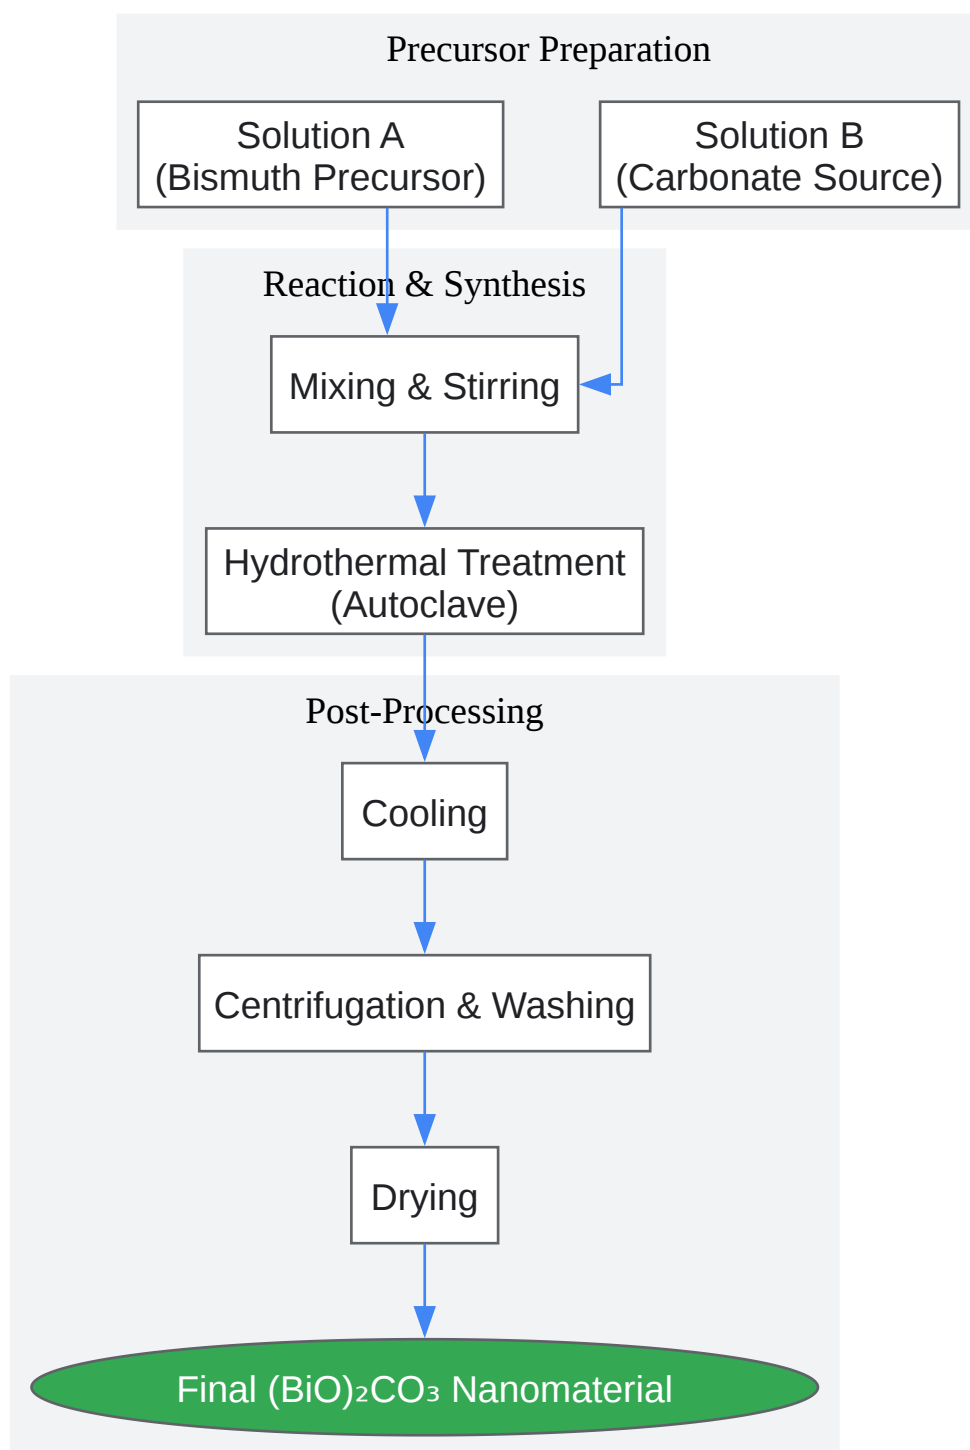 Precursor Preparation
Solution A
(Bismuth Precursor)
Solution B
(Carbonate Source)
Reaction & Synthesis
Mixing & Stirring
Hydrothermal Treatment
(Autoclave)
Post-Processing
Cooling
Centrifugation & Washing
Drying
Final (BiO)₂CO₃ Nanomaterial